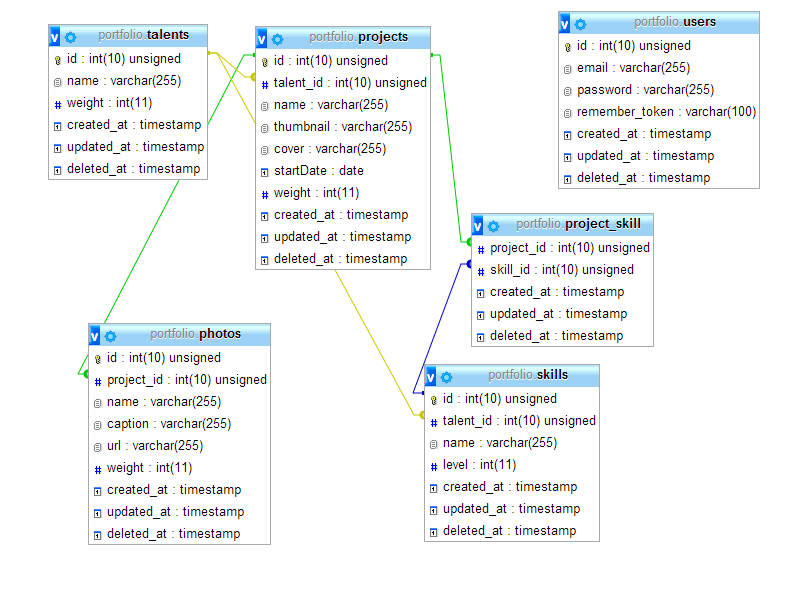 portfolio.talents
id : int(10) unsigned
name : varchar(255)
weight : int(11)
created_at : timestamp
updated_at : timestamp
deleted_at : timestamp
portfolio.projects
id : int(10) unsigned
talent_id : int(10) unsigned
name : varchar(255)
thumbnail : varchar(255)
cover : varchar(255)
startDate : date
weight : int(11)
created_at : timestamp
updated_at : timestamp
deleted_at : timestamp
portfolio.users
id : int(10) unsigned
email : varchar(255)
password : varchar(255)
remember_token : varchar(100)
created_at : timestamp
updated_at : timestamp
deleted_at : timestamp
portfolio.project_skill
project_id : int(10) unsigned
skill_id : int(10) unsigned
created_at : timestamp
updated_at : timestamp
deleted_at : timestamp
portfolio.photos
id : int(10) unsigned
project_id : int(10) unsigned
name : varchar(255)
caption : varchar(255)
url : varchar(255)
weight : int(11)
created_at : timestamp
updated_at : timestamp
deleted_at : timestamp
portfolio.skills
id : int(10) unsigned
talent_id : int(10) unsigned
name : varchar(255)
level : int(11)
created_at : timestamp
updated_at : timestamp
deleted_at : timestamp